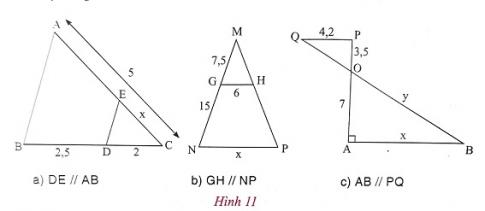 A
5
E
x
B
2,5
D
2
C
a) DE // AB
M
7,5
G
H
6
15
N
x
P
b) GH // NP
Q
4,2
P
3,5
O
7
y
x
A
B
c) AB // PQ
Hình 11